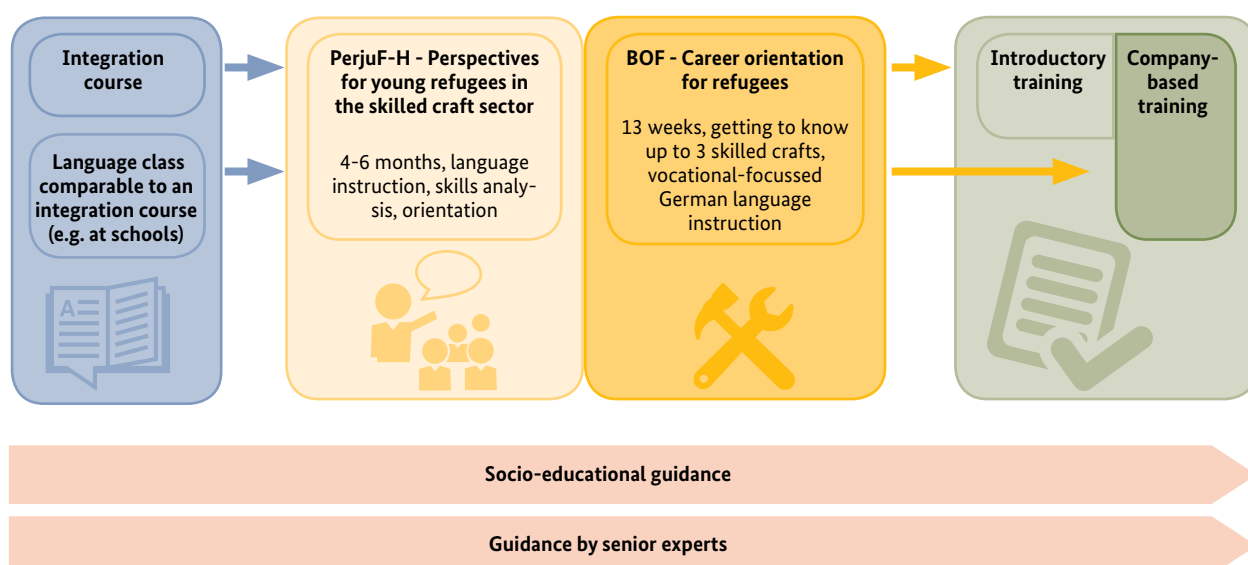 Integration
course
Language class
comparable to an
integration course
(e.g. at schools)
A
PerjuF-H - Perspectives
for young refugees in
the skilled craft sector
4-6 months, language
instruction, skills analy-
sis, orientation
BOF - Career orientation
for refugees
13 weeks, getting to know
up to 3 skilled crafts,
vocational-focussed
German language
instruction
Introductory
training
Company-
based
training
Socio-educational guidance
Guidance by senior experts